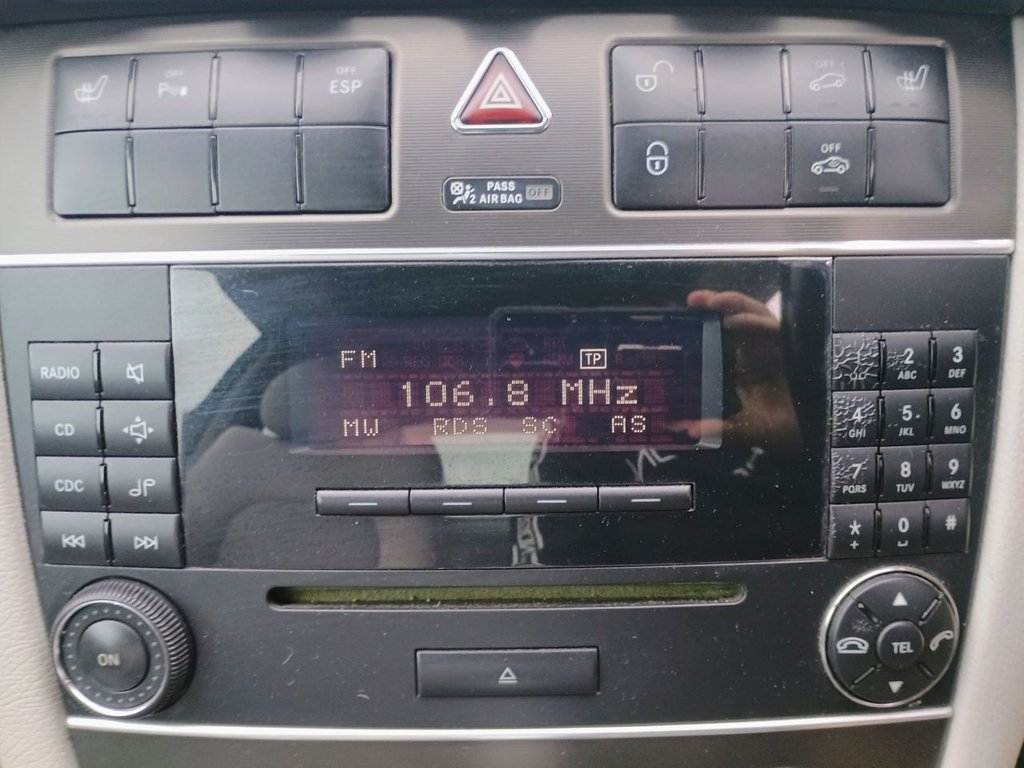 OFF
P
OFF
ESP
OFF
OFF
PASS
2 AIRBAG OFF
RADIO
CD
CDC
ON
FM TP
106.8 MHz
MW RDS SC AS
2
ABC
3
DEF
4
GHI
5
JKL
6
MNO
7
PQRS
8
TUV
9
WXYZ
*
+
0
#
TEL